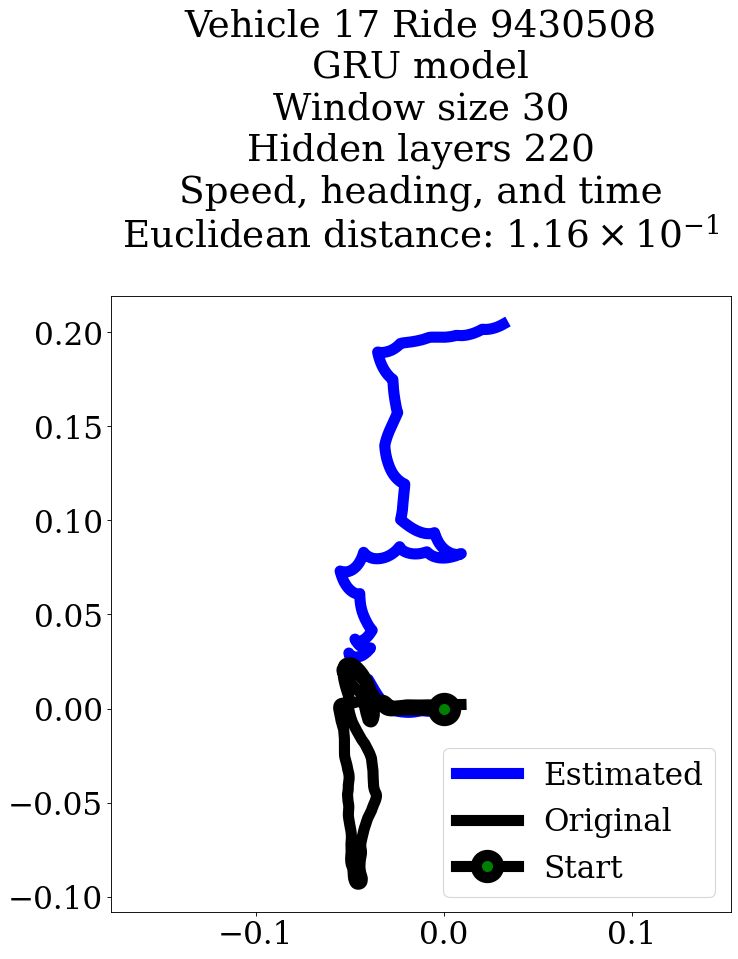 Vehicle 17 Ride 9430508
GRU model
Window size 30
Hidden layers 220
Speed, heading, and time
Euclidean distance: 1.16 × 10⁻¹
0.20
0.15
0.10
0.05
0.00
−0.05
−0.10
−0.1
0.0
0.1
Estimated
Original
Start